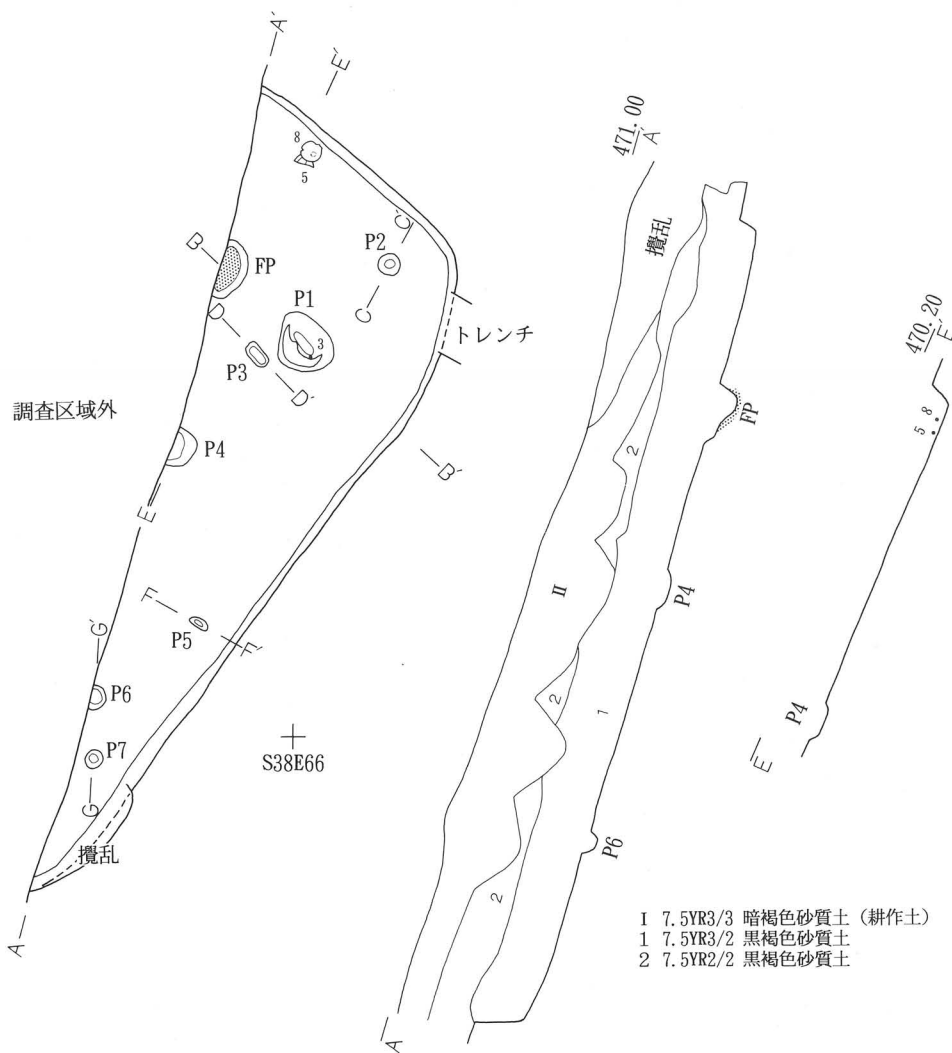 A'
E'
8
5
C'
B
P2
FP
P1
C
D
トレンチ
3
P3
D'
調査区域外
P4
B'
E
F
P5
G'
F'
P6
P7
S38E66
G
攪乱
A
471.00
A'
攪乱
2
FP
II
P4
2
1
P6
2
A
470.20
E'
8
5
P4
E
I 7.5YR3/3 暗褐色砂質土 (耕作土)
1 7.5YR3/2 黒褐色砂質土
2 7.5YR2/2 黒褐色砂質土